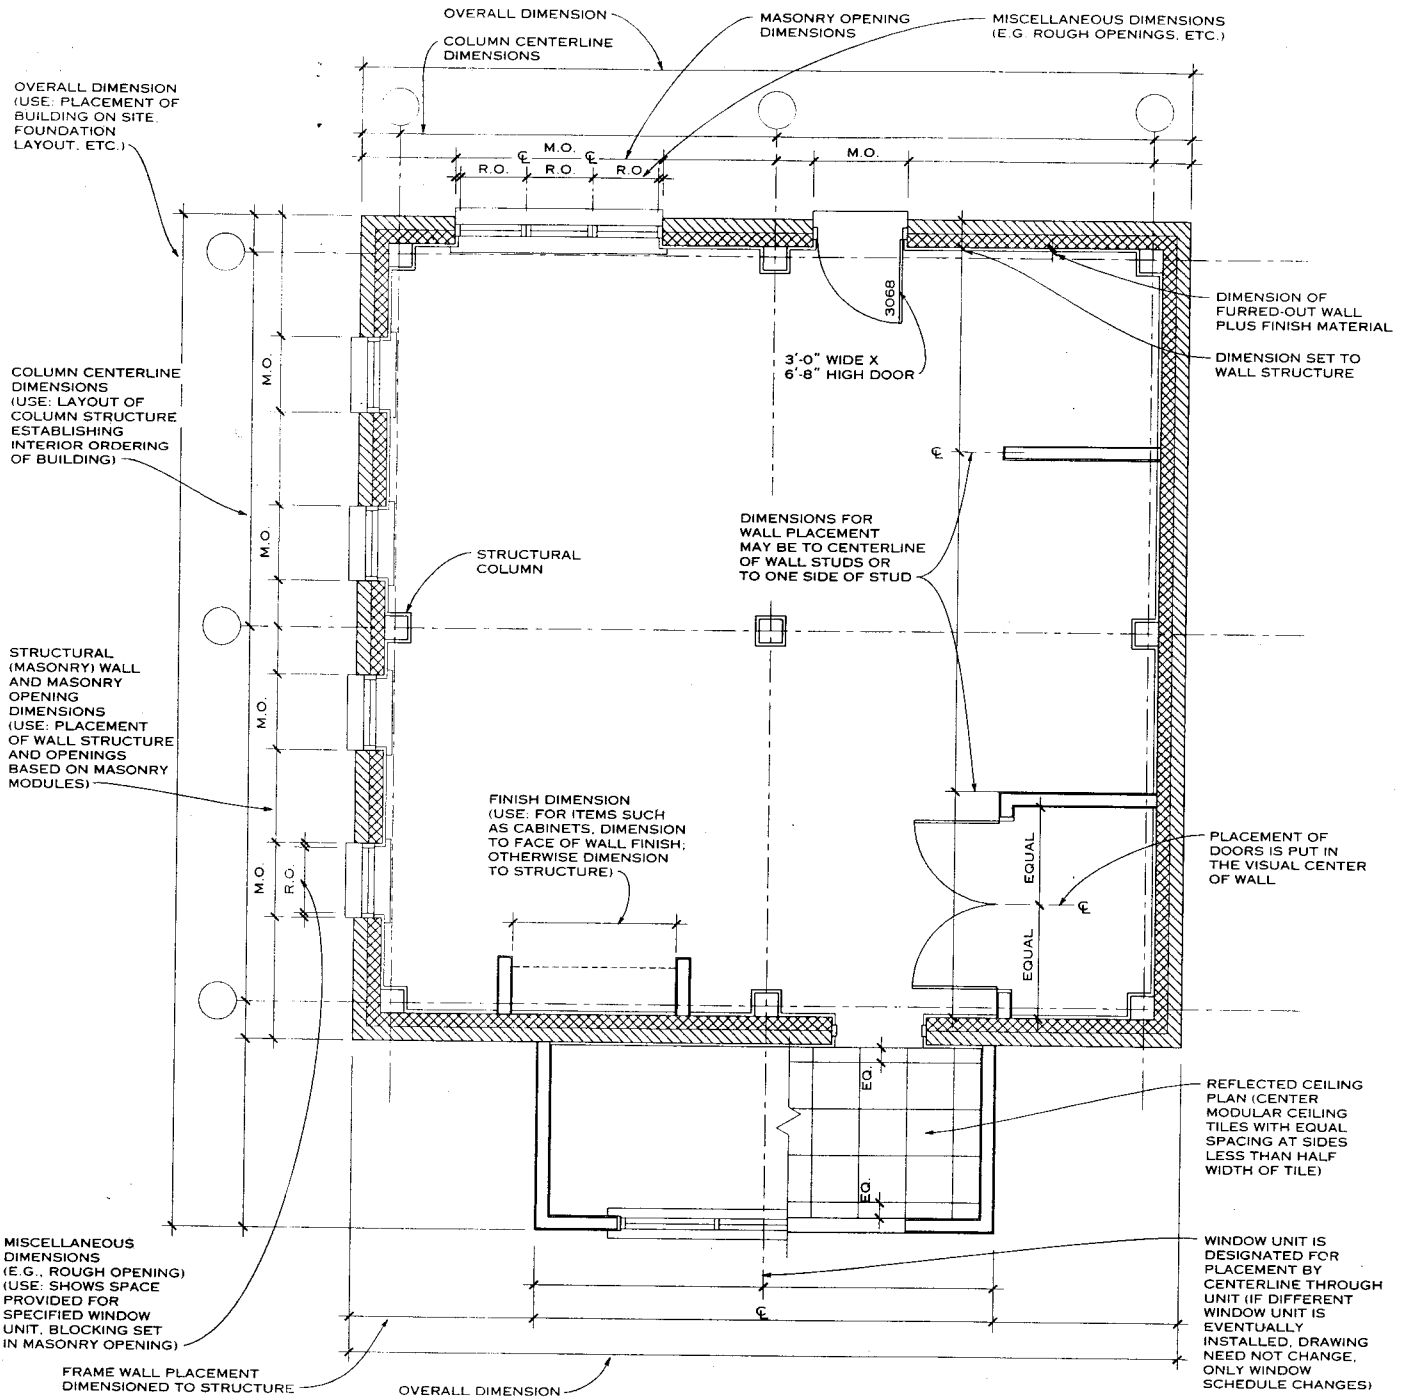 OVERALL DIMENSION
COLUMN CENTERLINE
DIMENSIONS
MASONRY OPENING
DIMENSIONS
MISCELLANEOUS DIMENSIONS
(E.G. ROUGH OPENINGS, ETC.)
OVERALL DIMENSION
(USE: PLACEMENT OF
BUILDING ON SITE,
FOUNDATION
LAYOUT, ETC.)
M.O.
M.O.
℄
℄
R.O.
R.O.
R.O.
3068
3'-0" WIDE X
6'-8" HIGH DOOR
DIMENSION OF
FURRED-OUT WALL
PLUS FINISH MATERIAL
DIMENSION SET TO
WALL STRUCTURE
COLUMN CENTERLINE
DIMENSIONS
(USE: LAYOUT OF
COLUMN STRUCTURE
ESTABLISHING
INTERIOR ORDERING
OF BUILDING)
M.O.
℄
M.O.
DIMENSIONS FOR
WALL PLACEMENT
MAY BE TO CENTERLINE
OF WALL STUDS OR
TO ONE SIDE OF STUD
STRUCTURAL
COLUMN
STRUCTURAL
(MASONRY) WALL
AND MASONRY
OPENING
DIMENSIONS
(USE: PLACEMENT
OF WALL STRUCTURE
AND OPENINGS
BASED ON MASONRY
MODULES)
M.O.
FINISH DIMENSION
(USE: FOR ITEMS SUCH
AS CABINETS, DIMENSION
TO FACE OF WALL FINISH;
OTHERWISE DIMENSION
TO STRUCTURE)
M.O.
R.O.
EQUAL
℄
EQUAL
PLACEMENT OF
DOORS IS PUT IN
THE VISUAL CENTER
OF WALL
EQ.
EQ.
REFLECTED CEILING
PLAN (CENTER
MODULAR CEILING
TILES WITH EQUAL
SPACING AT SIDES
LESS THAN HALF
WIDTH OF TILE)
MISCELLANEOUS
DIMENSIONS
(E.G., ROUGH OPENING)
(USE: SHOWS SPACE
PROVIDED FOR
SPECIFIED WINDOW
UNIT, BLOCKING SET
IN MASONRY OPENING)
WINDOW UNIT IS
DESIGNATED FOR
PLACEMENT BY
CENTERLINE THROUGH
UNIT (IF DIFFERENT
WINDOW UNIT IS
EVENTUALLY
INSTALLED, DRAWING
NEED NOT CHANGE,
ONLY WINDOW
SCHEDULE CHANGES)
℄
FRAME WALL PLACEMENT
DIMENSIONED TO STRUCTURE
OVERALL DIMENSION